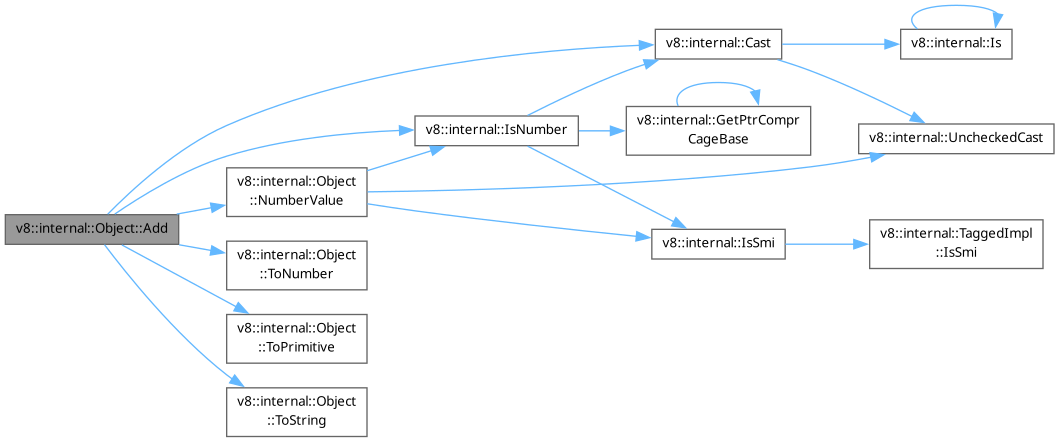 v8::internal::Object::Add
v8::internal::Object
::NumberValue
v8::internal::Object
::ToNumber
v8::internal::Object
::ToPrimitive
v8::internal::Object
::ToString
v8::internal::IsNumber
v8::internal::Cast
v8::internal::GetPtrCompr
CageBase
v8::internal::IsSmi
v8::internal::Is
v8::internal::UncheckedCast
v8::internal::TaggedImpl
::IsSmi